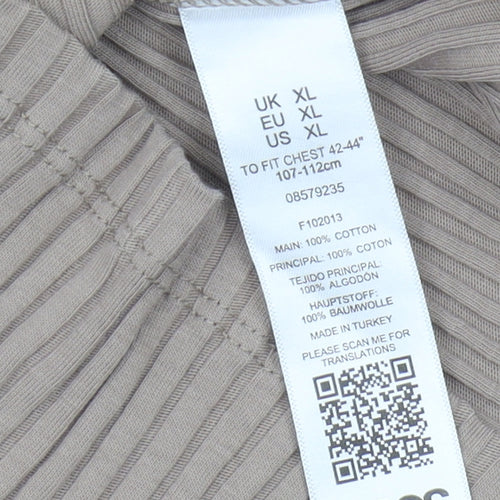 UK XL
EU XL
US XL
TO FIT CHEST 42-44"
107-112cm
08579235
F102013
MAIN: 100% COTTON
PRINCIPAL: 100% COTON
TEJIDO PRINCIPAL:
100% ALGODÓN
HAUPTSTOFF:
100% BAUMWOLLE
MADE IN TURKEY
PLEASE SCAN ME FOR
TRANSLATIONS